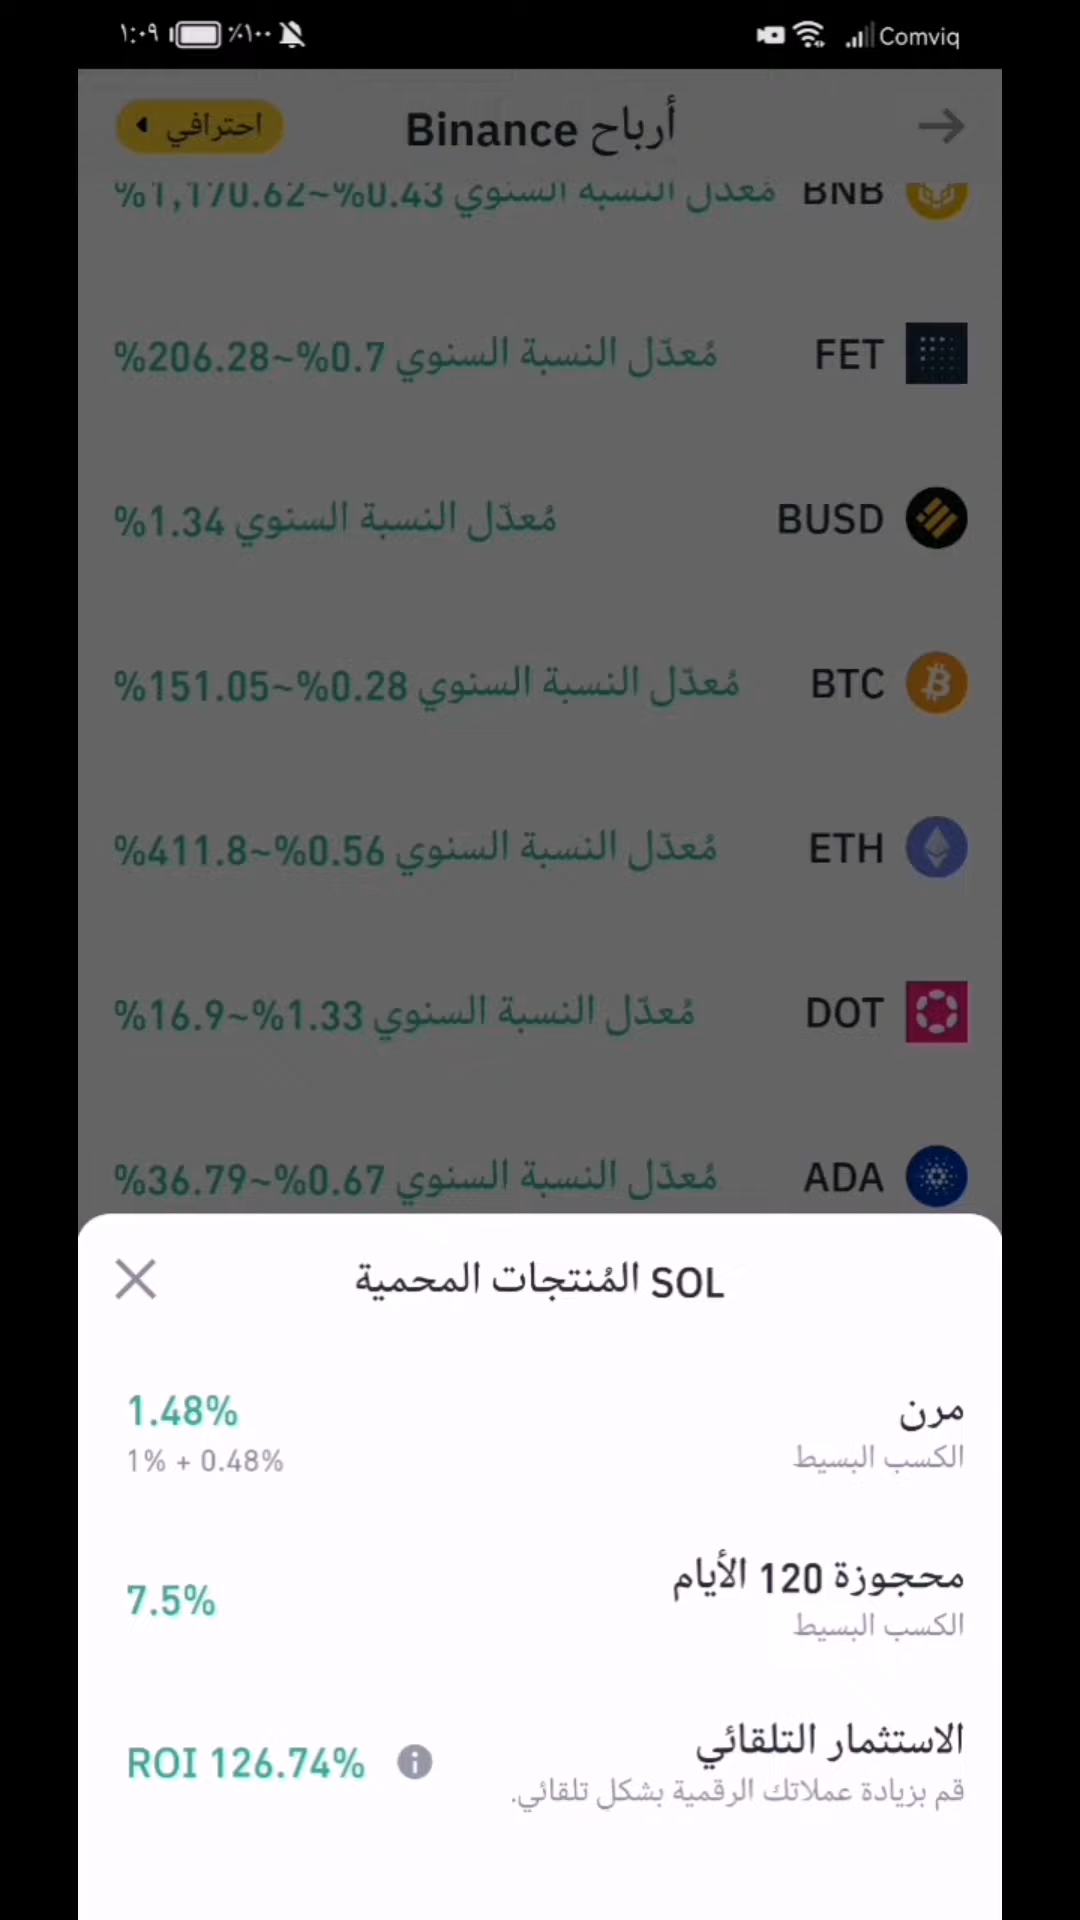 ١:٠٩ ٪١٠٠ Comviq
أرباح Binance احترافي
BNB مُعدّل النسبة السنوي 0.43%~1,170.62%
FET مُعدّل النسبة السنوي 0.7%~206.28%
BUSD مُعدّل النسبة السنوي 1.34%
BTC مُعدّل النسبة السنوي 0.28%~151.05%
ETH مُعدّل النسبة السنوي 0.56%~411.8%
DOT مُعدّل النسبة السنوي 1.33%~16.9%
ADA مُعدّل النسبة السنوي 0.67%~36.79%
SOL المُنتجات المحمية
مرن 1.48%
الكسب البسيط 1% + 0.48%
محجوزة 120 الأيام 7.5%
الكسب البسيط
الاستثمار التلقائي ROI 126.74%
قم بزيادة عملاتك الرقمية بشكل تلقائي.